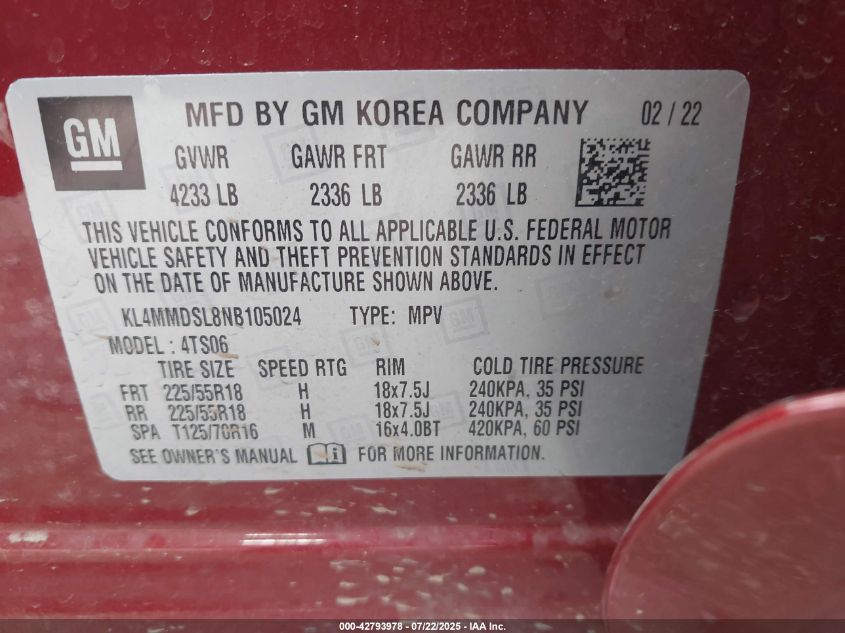 GM
MFD BY GM KOREA COMPANY 02 / 22
GVWR GAWR FRT GAWR RR
4233 LB 2336 LB 2336 LB
THIS VEHICLE CONFORMS TO ALL APPLICABLE U.S. FEDERAL MOTOR
VEHICLE SAFETY AND THEFT PREVENTION STANDARDS IN EFFECT
ON THE DATE OF MANUFACTURE SHOWN ABOVE.
KL4MMDSL8NB105024 TYPE: MPV
MODEL : 4TS06
TIRE SIZE SPEED RTG RIM COLD TIRE PRESSURE
FRT 225/55R18 H 18x7.5J 240KPA, 35 PSI
RR 225/55R18 H 18x7.5J 240KPA, 35 PSI
SPA T125/70R16 M 16x4.0BT 420KPA, 60 PSI
SEE OWNER'S MANUAL i FOR MORE INFORMATION.
000-42793978 - 07/22/2025 - IAA Inc.